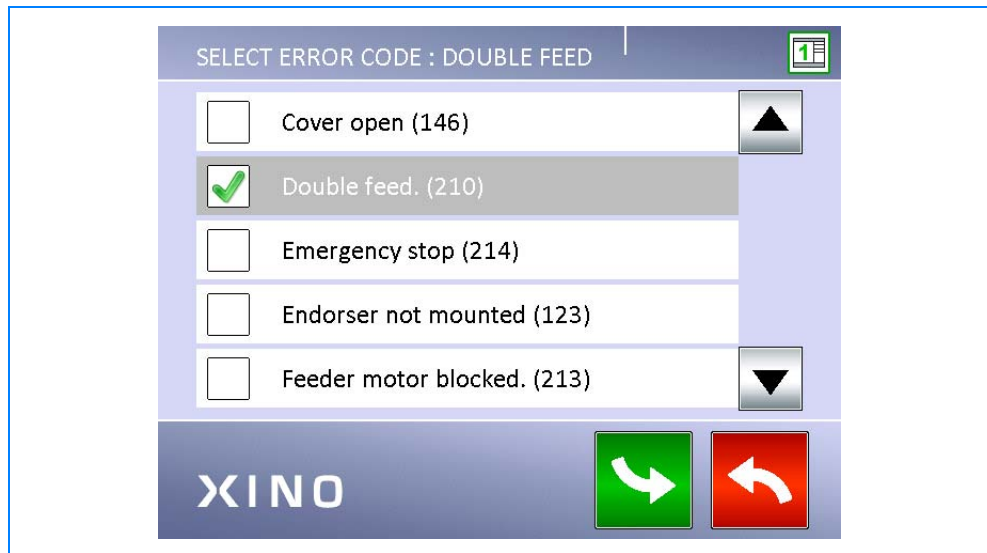 SELECT ERROR CODE : DOUBLE FEED
1
Cover open (146)
Double feed. (210)
Emergency stop (214)
Endorser not mounted (123)
Feeder motor blocked. (213)
XINO